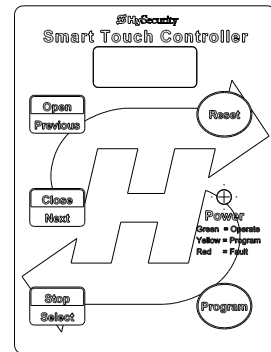 HySecurity
Smart Touch Controller
Open
Previous
Reset
Close
Next
Power
Green = Operate
Yellow = Program
Red = Fault
Stop
Select
Program